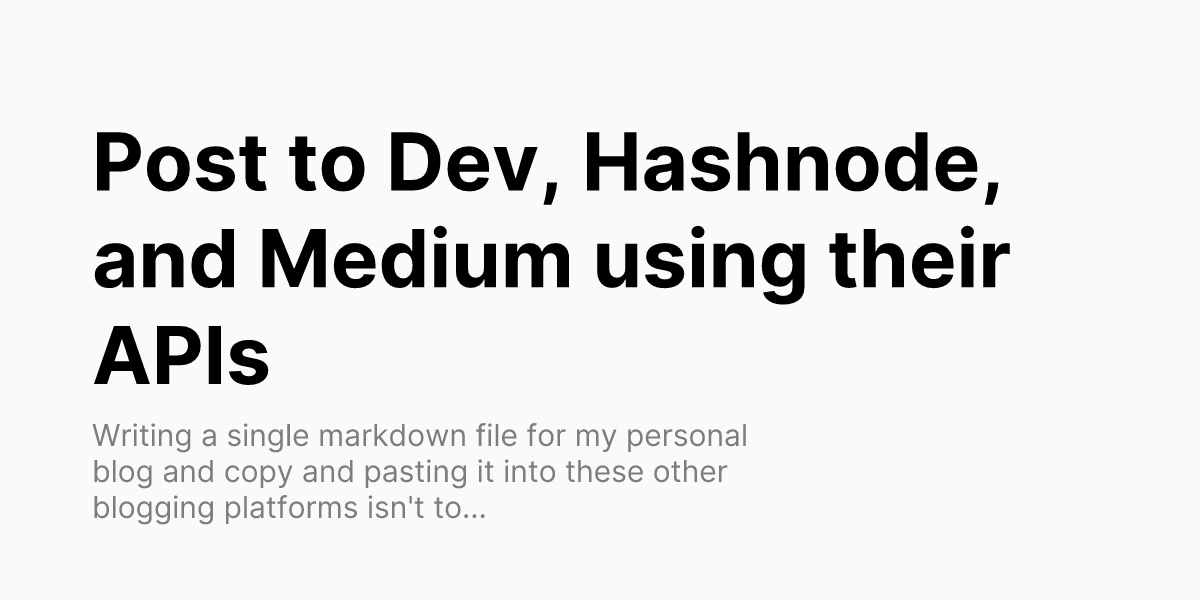 Post to Dev, Hashnode,
and Medium using their
APIs
Writing a single markdown file for my personal
blog and copy and pasting it into these other
blogging platforms isn't to...